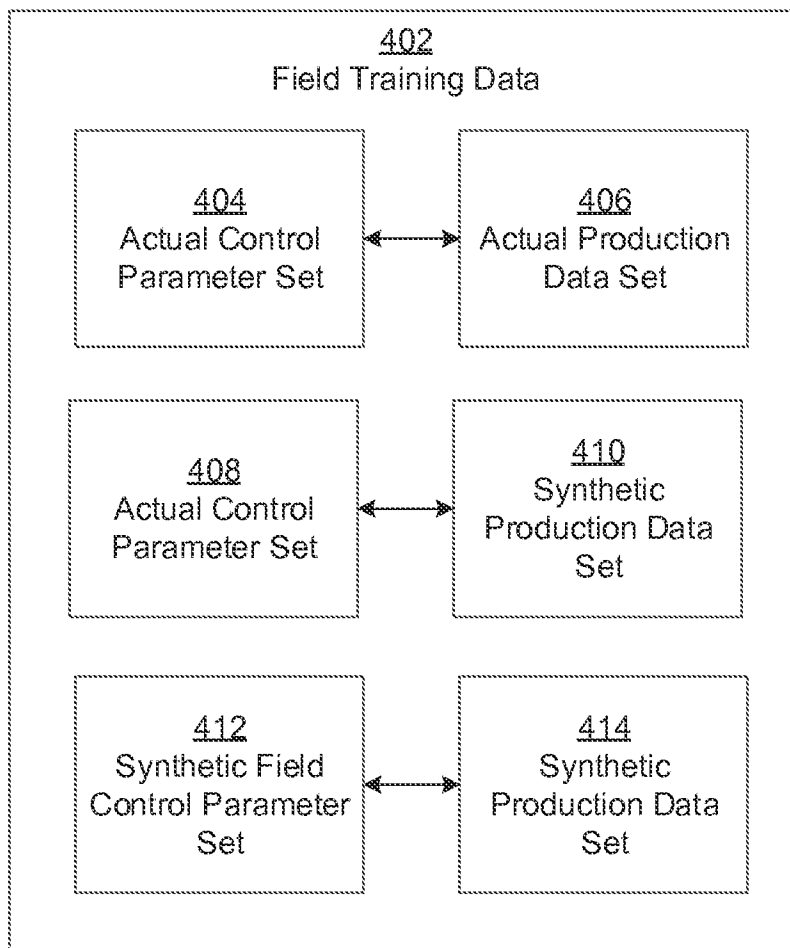 402
Field Training Data
404
Actual Control
Parameter Set
406
Actual Production
Data Set
408
Actual Control
Parameter Set
410
Synthetic
Production Data
Set
412
Synthetic Field
Control Parameter
Set
414
Synthetic
Production Data
Set